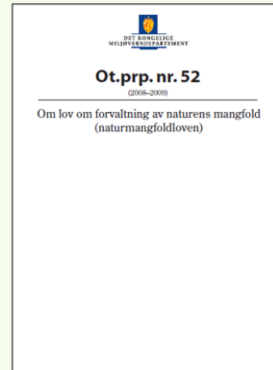 DET KONGELIGE
MILJØVERNDEPARTEMENT
Ot.prp. nr. 52
(2008–2009)
Om lov om forvaltning av naturens mangfold
(naturmangfoldloven)